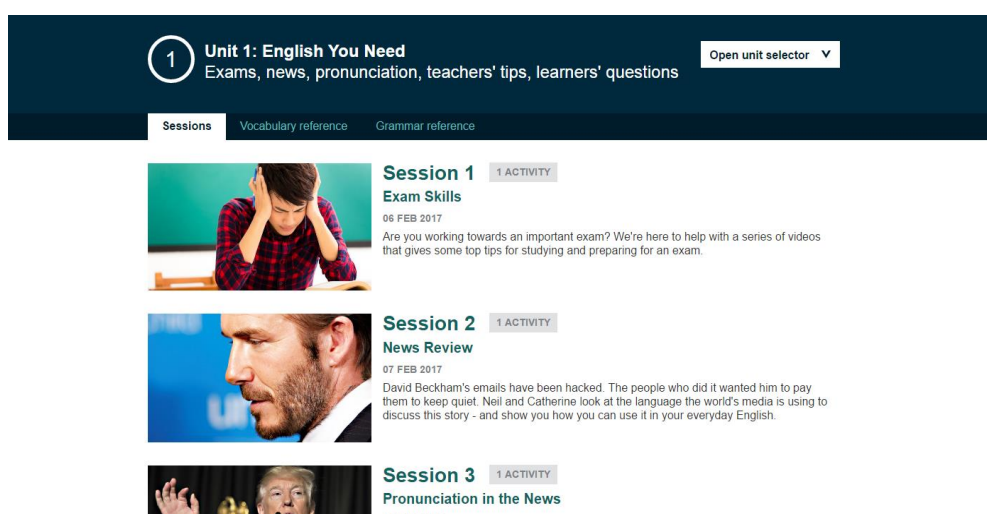 1
Unit 1: English You Need
Exams, news, pronunciation, teachers' tips, learners' questions
Open unit selector
Sessions
Vocabulary reference
Grammar reference
Session 1
1 ACTIVITY
Exam Skills
06 FEB 2017
Are you working towards an important exam? We're here to help with a series of videos
that gives some top tips for studying and preparing for an exam.
Session 2
1 ACTIVITY
News Review
07 FEB 2017
David Beckham's emails have been hacked. The people who did it wanted him to pay
them to keep quiet. Neil and Catherine look at the language the world's media is using to
discuss this story - and show you how you can use it in your everyday English.
Session 3
1 ACTIVITY
Pronunciation in the News